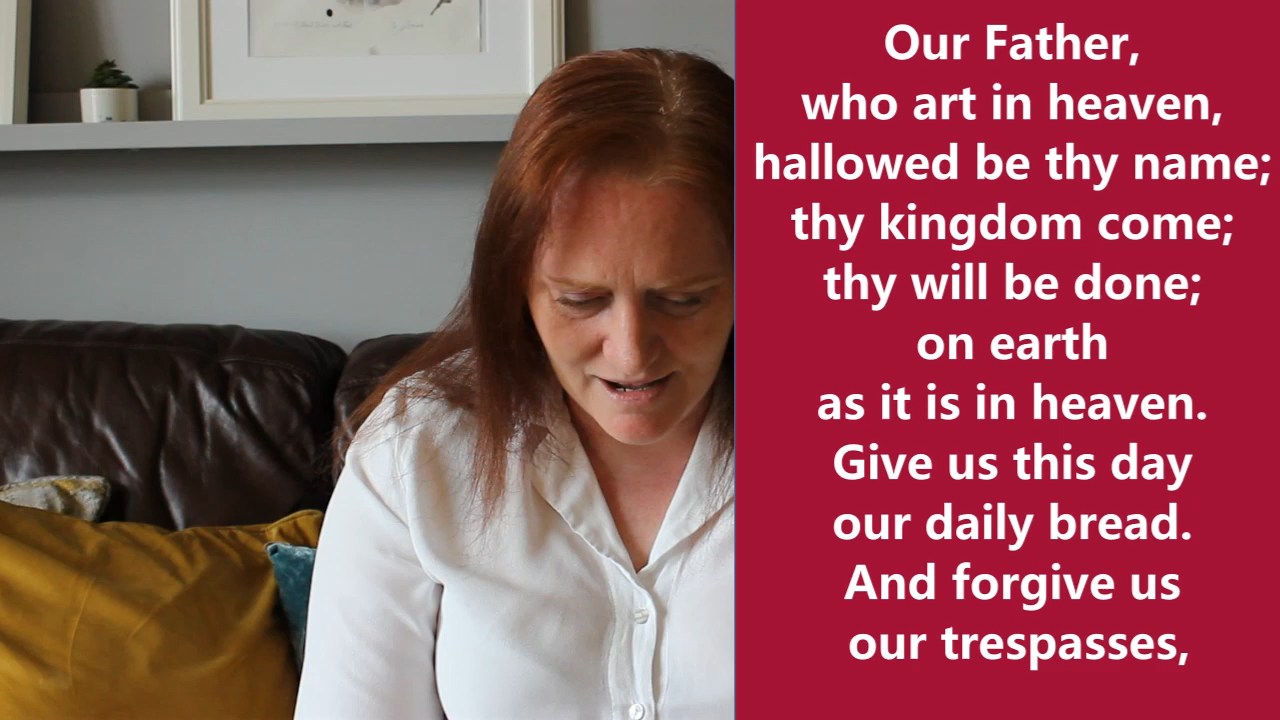 Our Father,
who art in heaven,
hallowed be thy name;
thy kingdom come;
thy will be done;
on earth
as it is in heaven.
Give us this day
our daily bread.
And forgive us
our trespasses,